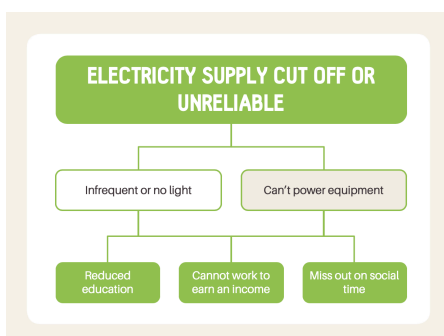 ELECTRICITY SUPPLY CUT OFF OR
UNRELIABLE
Infrequent or no light
Can't power equipment
Reduced
education
Cannot work to
earn an income
Miss out on social
time